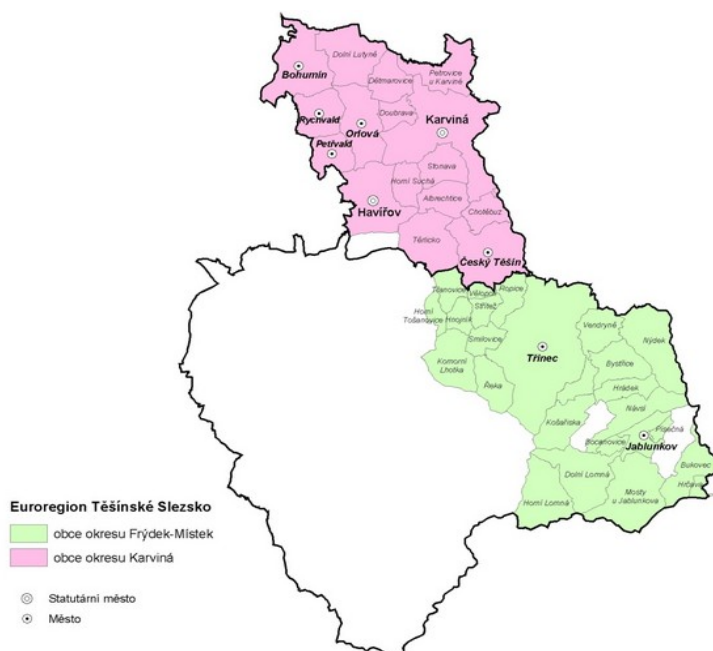 Bohumín
Dolní Lutyně
Dětmarovice
Petrovice
u Karviné
Rychvald
Orlová
Doubrava
Karviná
Petřvald
Stonava
Horní Suchá
Albrechtice
Havířov
Chotěbuz
Těrlicko
Český Těšín
Třanovice
Vělopolí
Ropice
Střítež
Horní
Tošanovice
Hnojník
Smilovice
Komorní
Lhotka
Řeka
Třinec
Vendryně
Nýdek
Bystřice
Hrádek
Košařiska
Návsí
Bocanovice
Písečná
Jablunkov
Bukovec
Dolní Lomná
Horní Lomná
Mosty
u Jablunkova
Hrčava
Euroregion Těšínské Slezsko
obce okresu Frýdek-Místek
obce okresu Karviná
Statutární město
Město